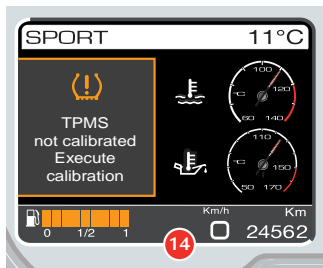 SPORT 11°C
TPMS
not calibrated
Execute
calibration
100
°C 120
60 140
110
°C 150
50 170
Km/h Km
0 1/2 1 0 24562
14